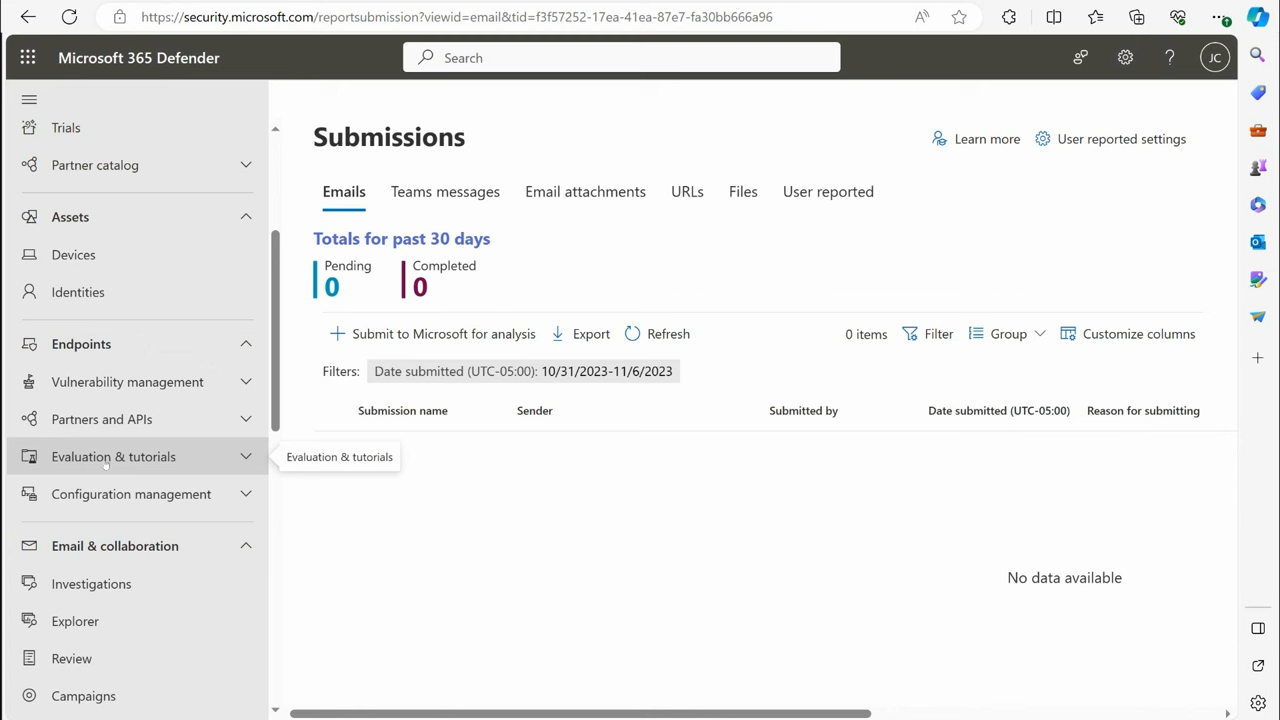 https://security.microsoft.com/reportsubmission?viewid=email&tid=f3f57252-17ea-41ea-87e7-fa30bb666a96
Microsoft 365 Defender
Search
JC
Trials
Partner catalog
Assets
Devices
Identities
Endpoints
Vulnerability management
Partners and APIs
Evaluation & tutorials
Configuration management
Email & collaboration
Investigations
Explorer
Review
Campaigns
Evaluation & tutorials
Submissions
Learn more
User reported settings
Emails Teams messages Email attachments URLs Files User reported
Totals for past 30 days
Pending Completed
0 0
Submit to Microsoft for analysis Export Refresh 0 items Filter Group Customize columns
Filters: Date submitted (UTC-05:00): 10/31/2023-11/6/2023
Submission name Sender Submitted by Date submitted (UTC-05:00) Reason for submitting
No data available